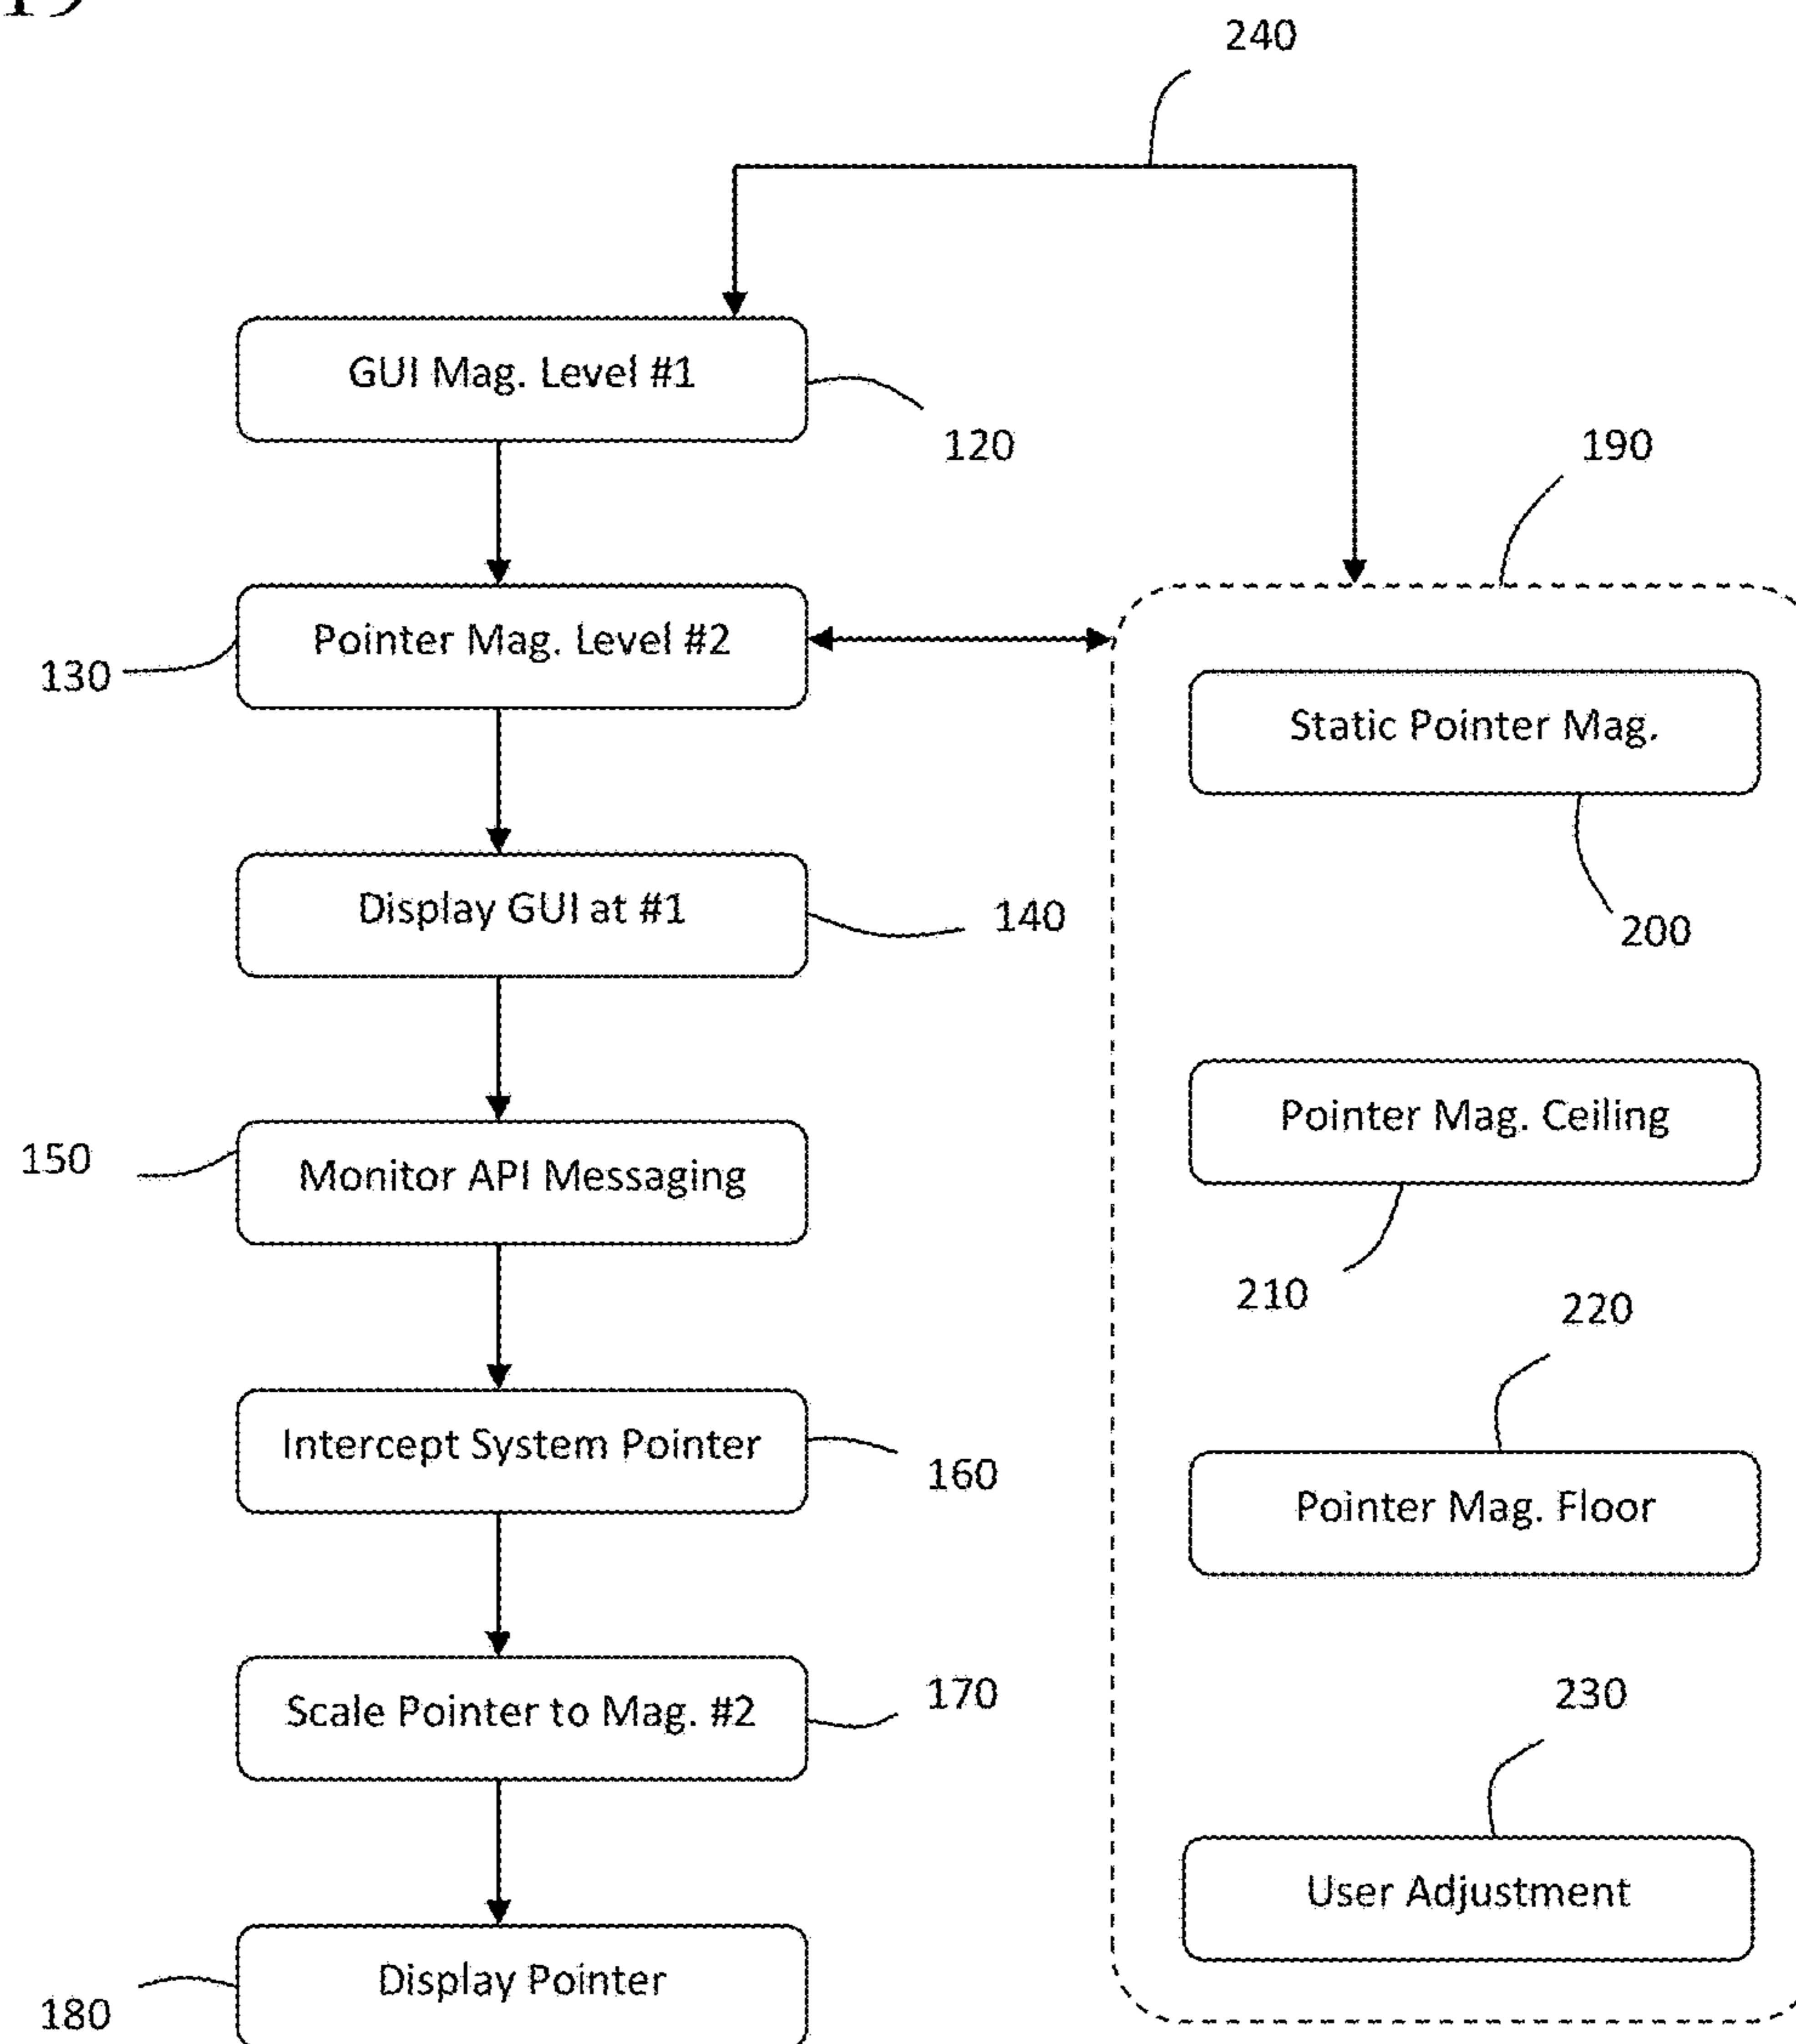 240
GUI Mag. Level #1
120
190
Pointer Mag. Level #2
130
Static Pointer Mag.
200
Display GUI at #1
140
Pointer Mag. Ceiling
210
150
Monitor API Messaging
220
Intercept System Pointer
160
Pointer Mag. Floor
Scale Pointer to Mag. #2
170
230
User Adjustment
Display Pointer
180